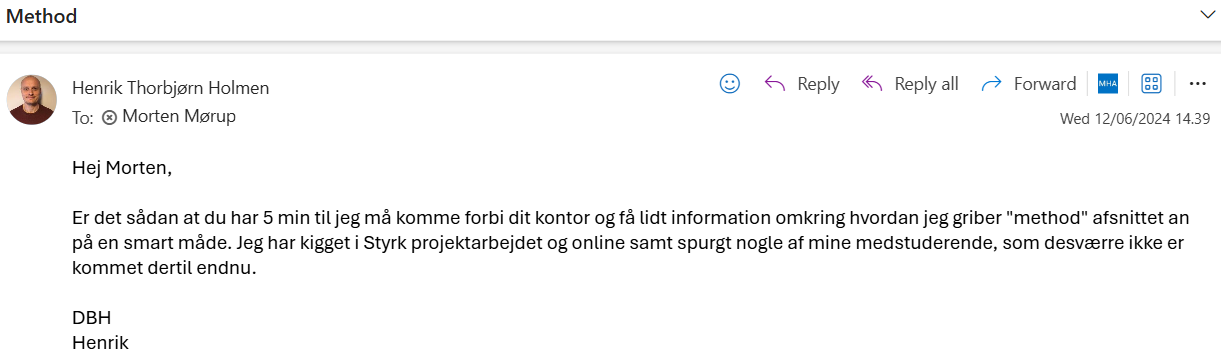 Method
Henrik Thorbjørn Holmen
Reply
Reply all
Forward
MHA
To: Morten Mørup
Wed 12/06/2024 14.39
Hej Morten,
Er det sådan at du har 5 min til jeg må komme forbi dit kontor og få lidt information omkring hvordan jeg griber "method" afsnittet an
på en smart måde. Jeg har kigget i Styrk projektarbejdet og online samt spurgt nogle af mine medstuderende, som desværre ikke er
kommet dertil endnu.
DBH
Henrik